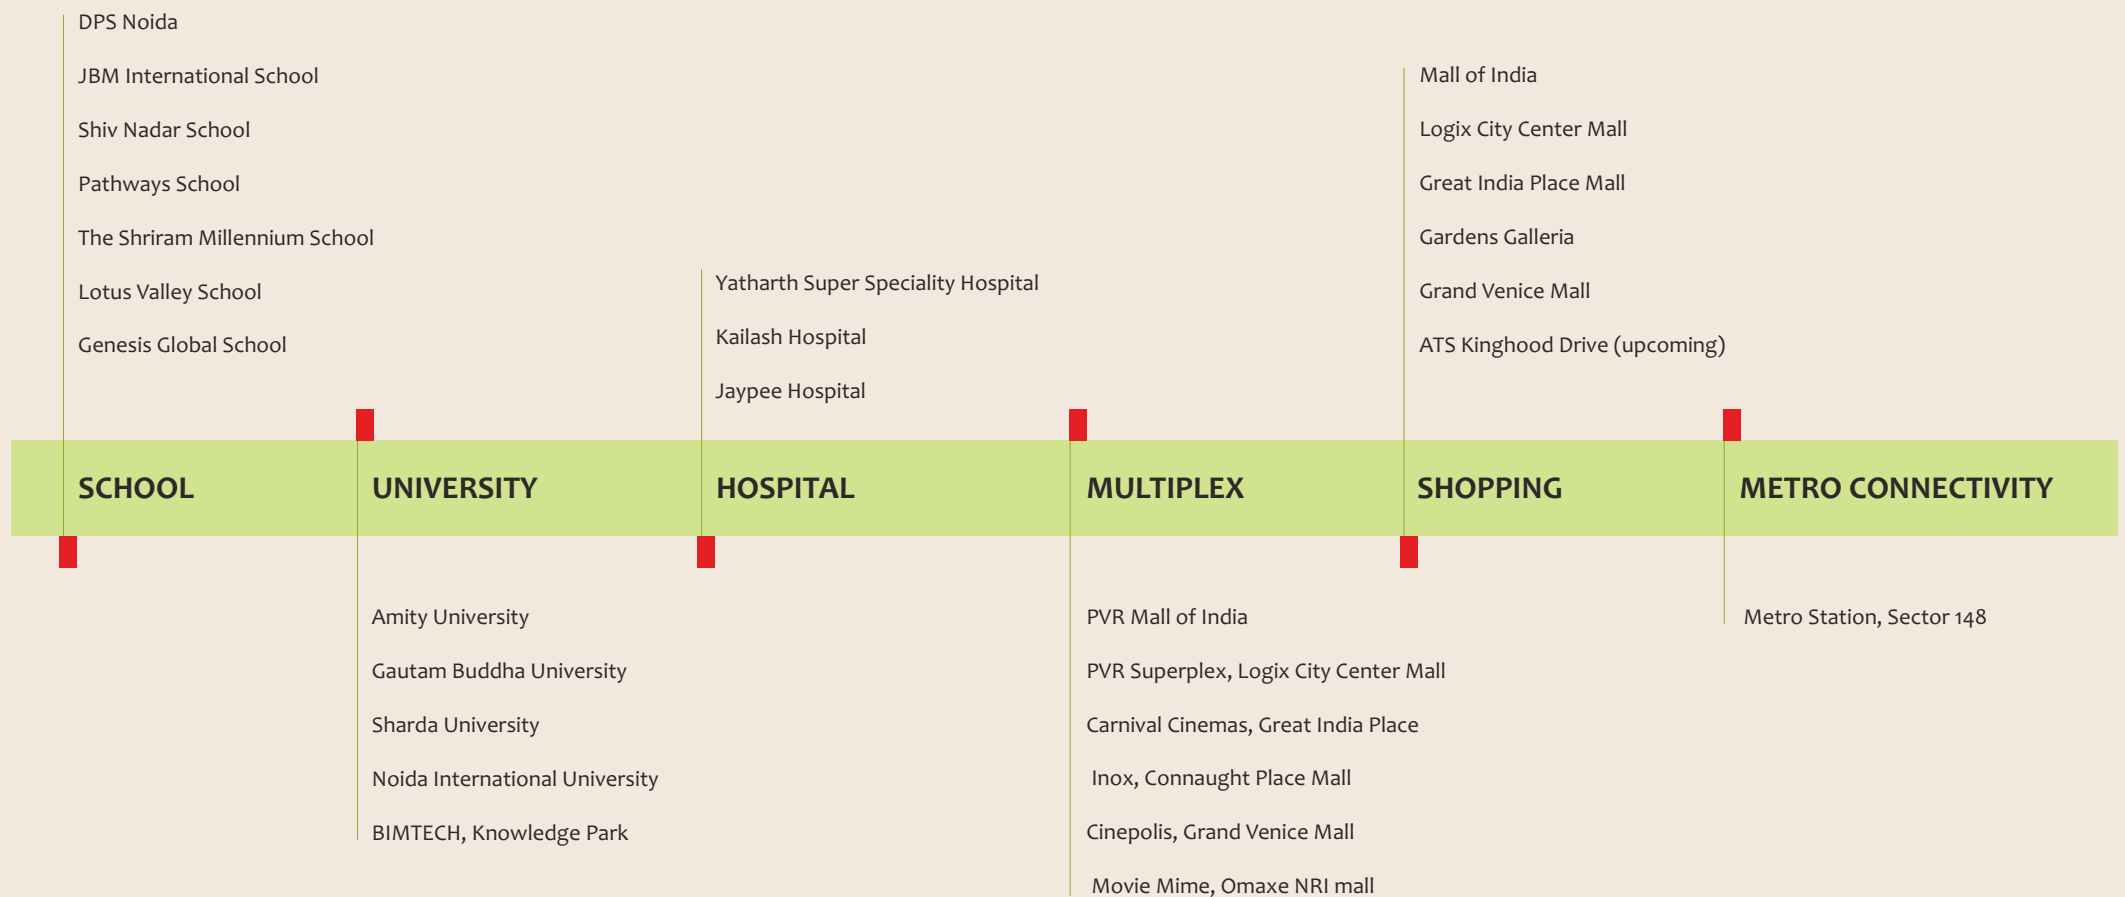 DPS Noida
JBM International School
Shiv Nadar School
Pathways School
The Shriram Millennium School
Lotus Valley School
Genesis Global School
Yatharth Super Speciality Hospital
Kailash Hospital
Jaypee Hospital
Mall of India
Logix City Center Mall
Great India Place Mall
Gardens Galleria
Grand Venice Mall
ATS Kinghood Drive (upcoming)
SCHOOL
UNIVERSITY
HOSPITAL
MULTIPLEX
SHOPPING
METRO CONNECTIVITY
Amity University
Gautam Buddha University
Sharda University
Noida International University
BIMTECH, Knowledge Park
PVR Mall of India
PVR Superplex, Logix City Center Mall
Carnival Cinemas, Great India Place
Inox, Connaught Place Mall
Cinepolis, Grand Venice Mall
Movie Mime, Omaxe NRI mall
Metro Station, Sector 148